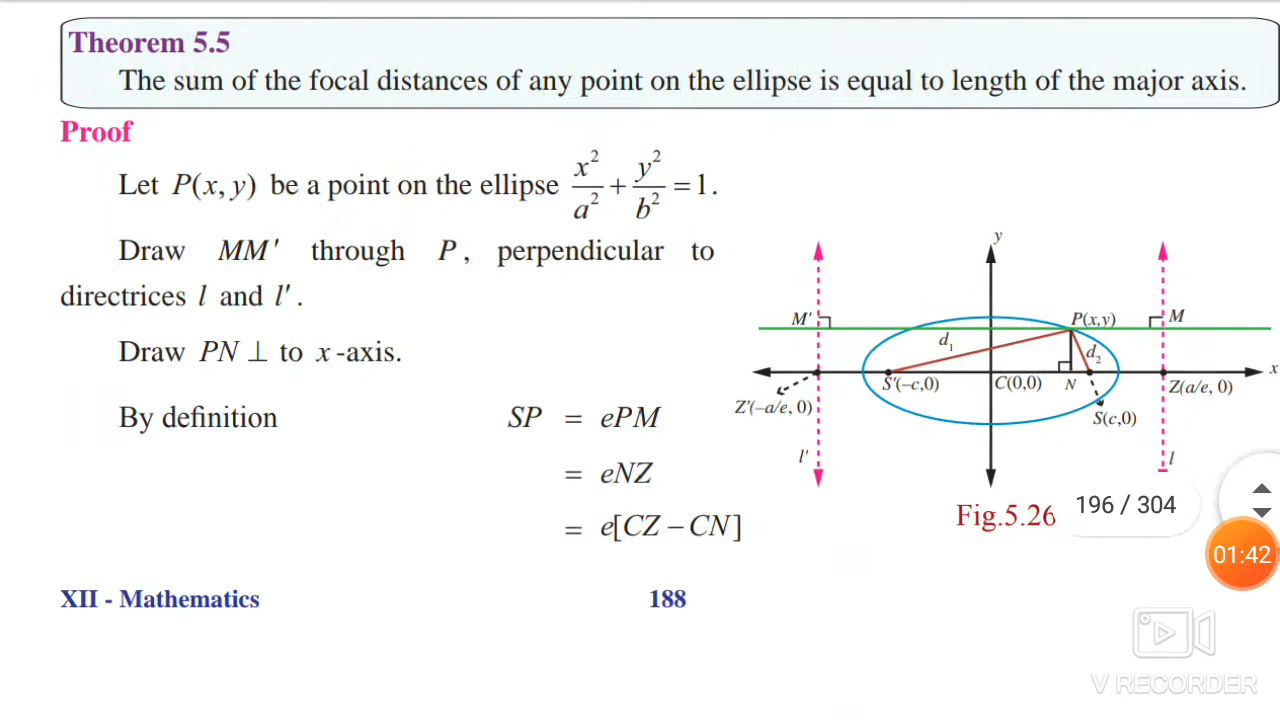 Theorem 5.5
The sum of the focal distances of any point on the ellipse is equal to length of the major axis.
Proof
Let P(x, y) be a point on the ellipse x²/a² + y²/b² = 1.
Draw MM' through P, perpendicular to
directrices l and l'.
Draw PN ⊥ to x-axis.
By definition SP = ePM
= eNZ
= e[CZ – CN]
y
M'
P(x,y)
M
d₁
d₂
x
S'(–c,0)
C(0,0)
N
Z(a/e, 0)
Z'(–a/e, 0)
S(c,0)
l'
l
Fig.5.26
196 / 304
01:42
XII - Mathematics
188
V RECORDER